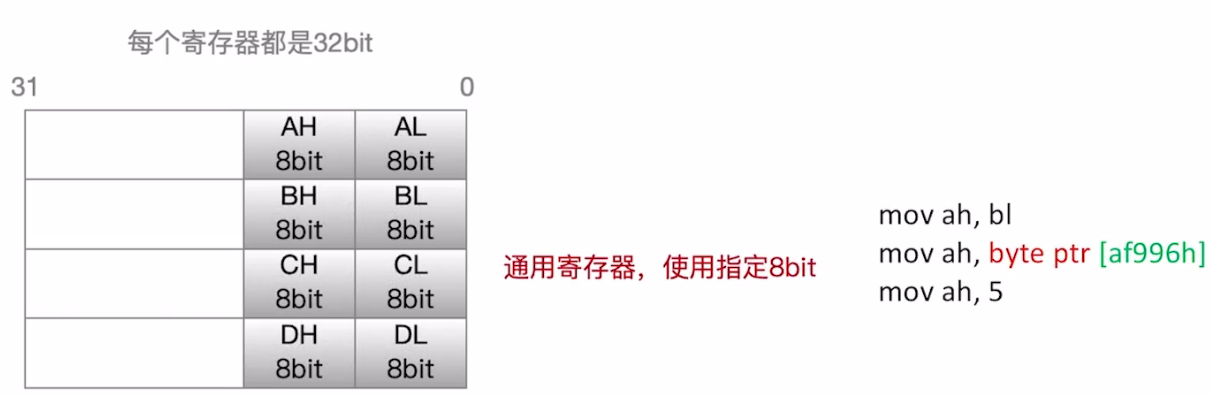 每个寄存器都是32bit
31 0
AH AL
8bit 8bit
BH BL
8bit 8bit
CH CL
8bit 8bit
DH DL
8bit 8bit
通用寄存器，使用指定8bit
mov ah, bl
mov ah, byte ptr [af996h]
mov ah, 5